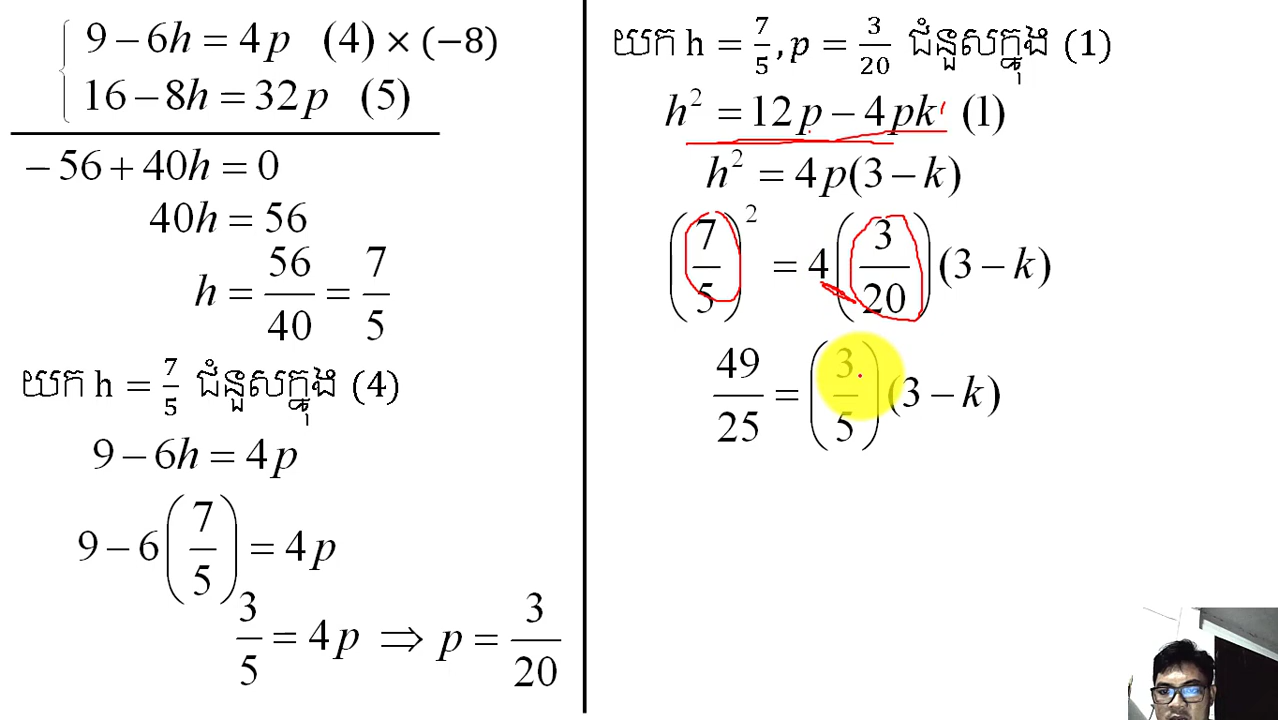 9 − 6h = 4p (4) × (−8)
16 − 8h = 32p (5)
− 56 + 40h = 0
40h = 56
h = 56/40 = 7/5
យក h = 7/5 ជំនួសក្នុង (4)
9 − 6h = 4p
9 − 6(7/5) = 4p
3/5 = 4p ⇒ p = 3/20
យក h = 7/5, p = 3/20 ជំនួសក្នុង (1)
h² = 12p − 4pk (1)
h² = 4p(3 − k)
(7/5)² = 4(3/20)(3 − k)
49/25 = (3/5)(3 − k)